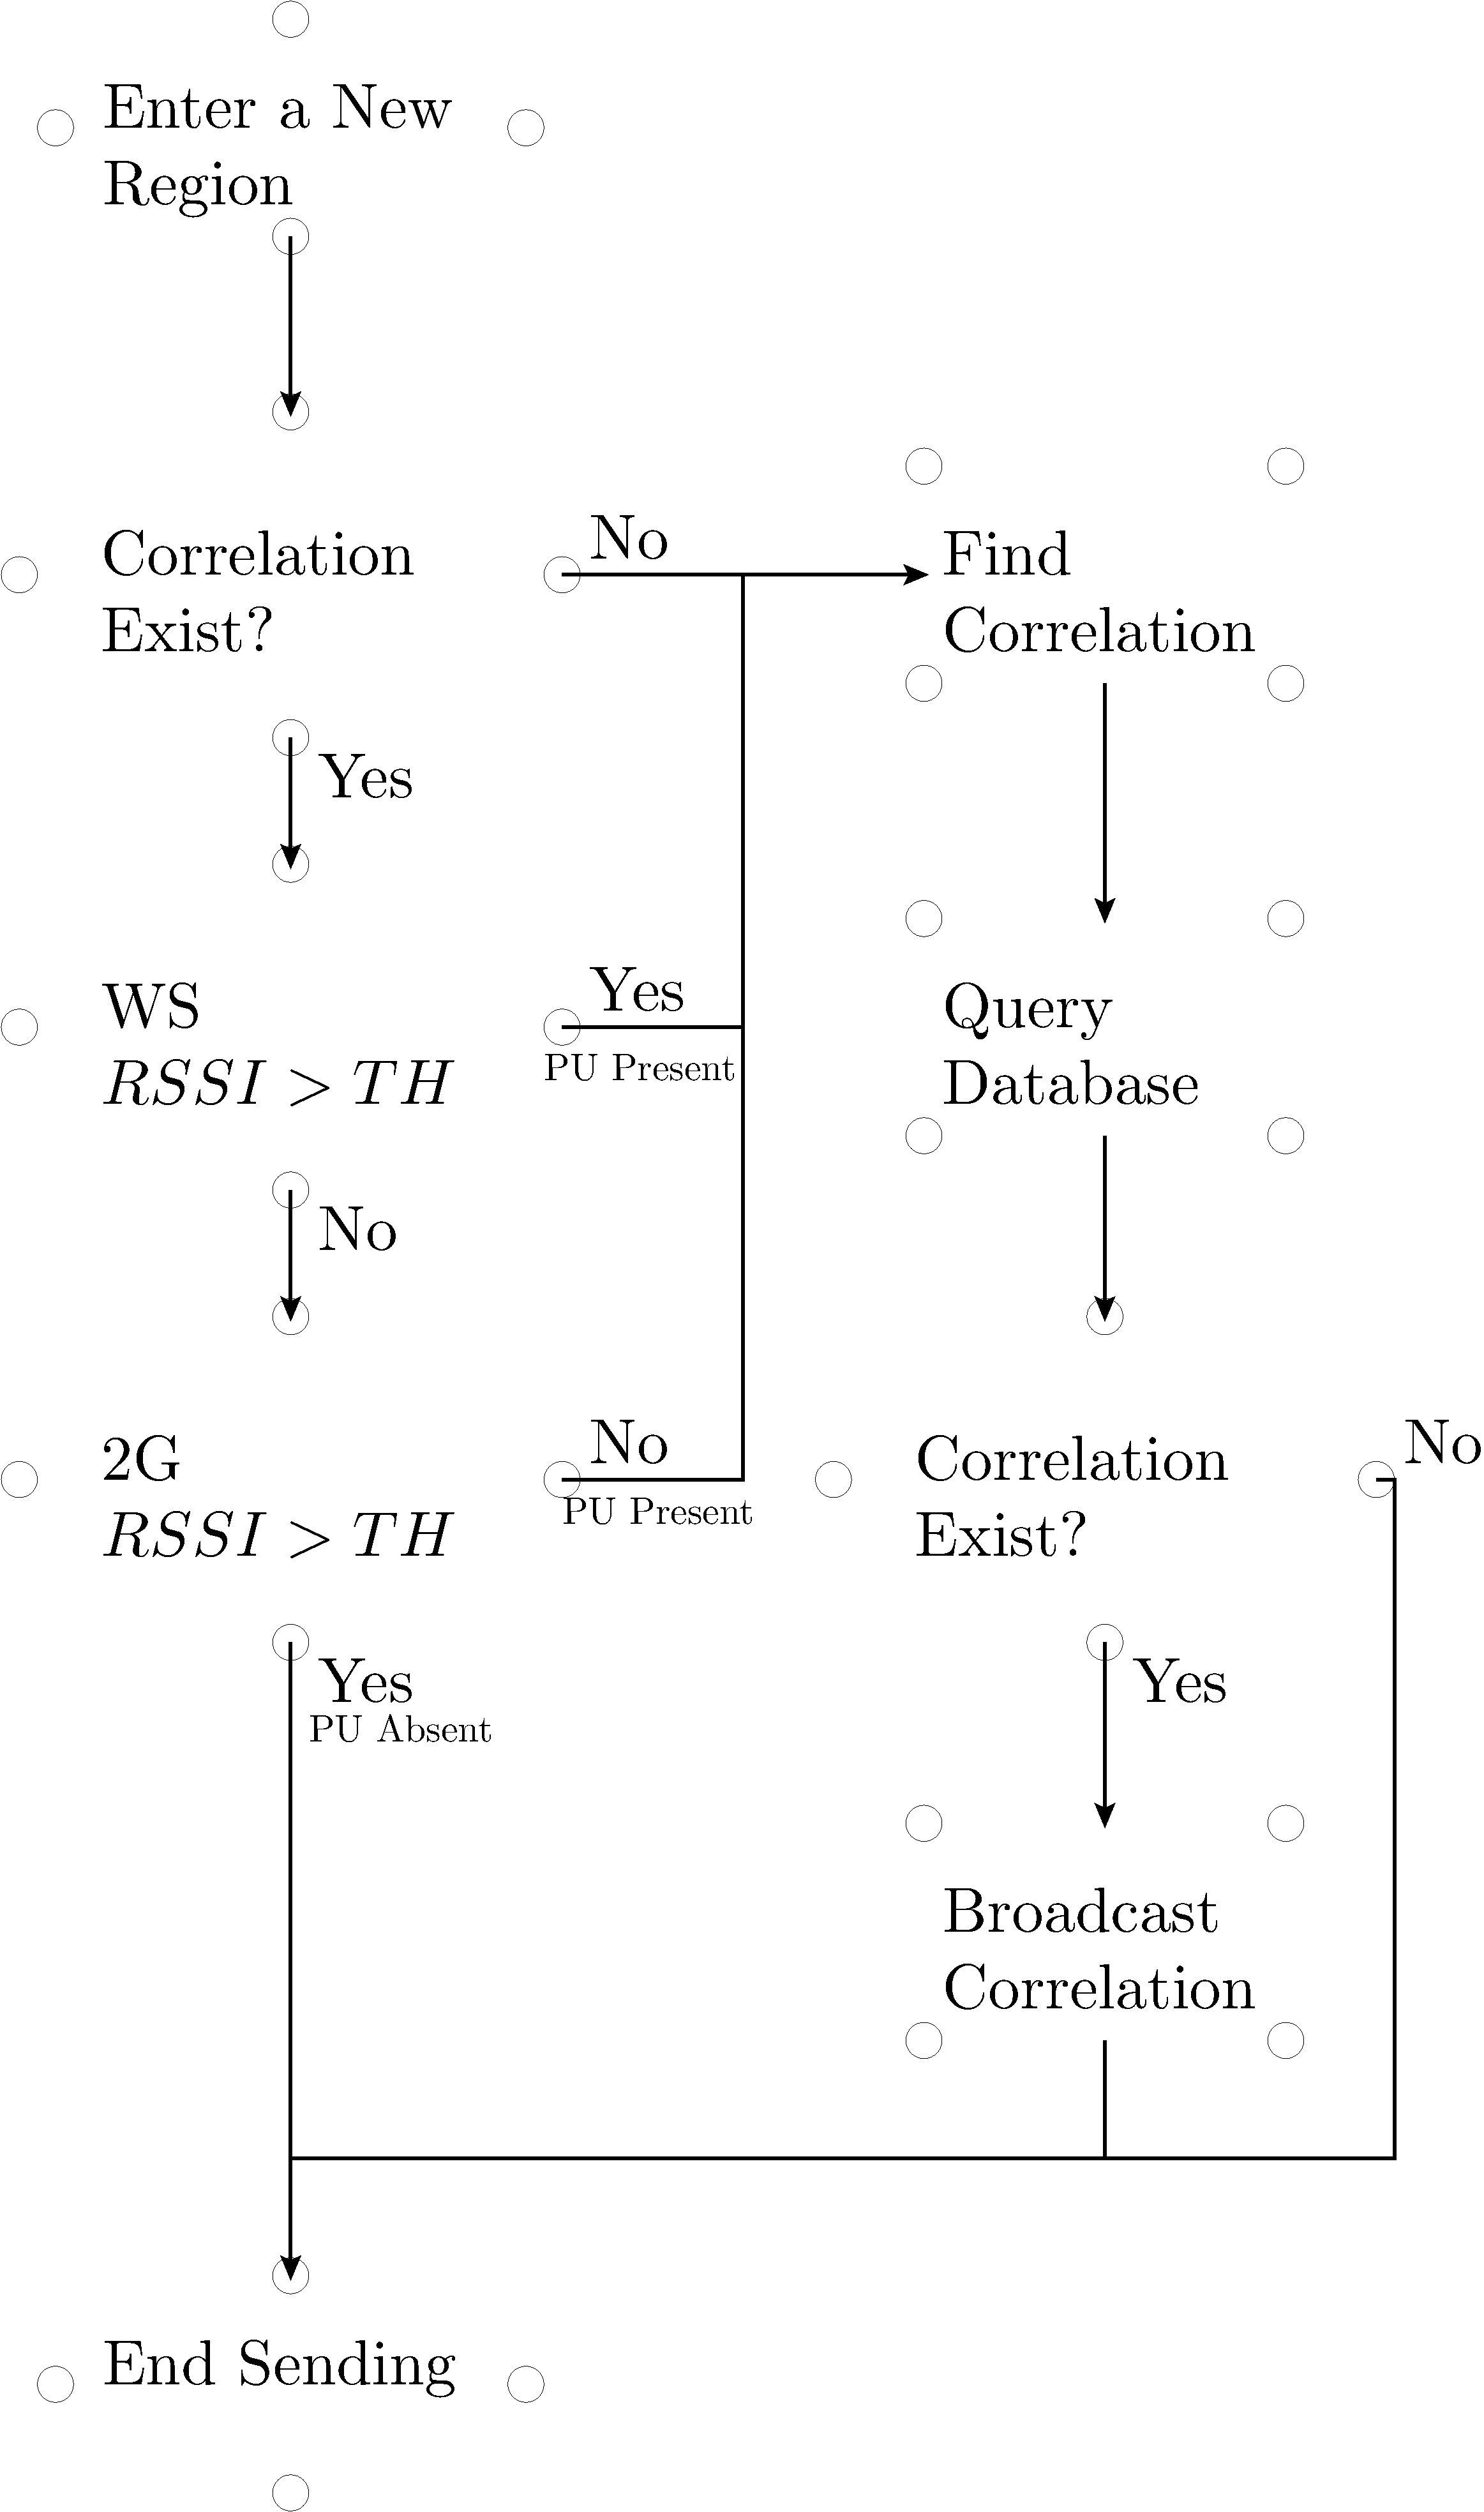 Enter a New
Region
Correlation
Exist?
No
Find
Correlation
Yes
WS
RSSI > TH
Yes
PU Present
Query
Database
No
2G
RSSI > TH
No
PU Present
Correlation
Exist?
No
Yes
PU Absent
Yes
Broadcast
Correlation
End Sending